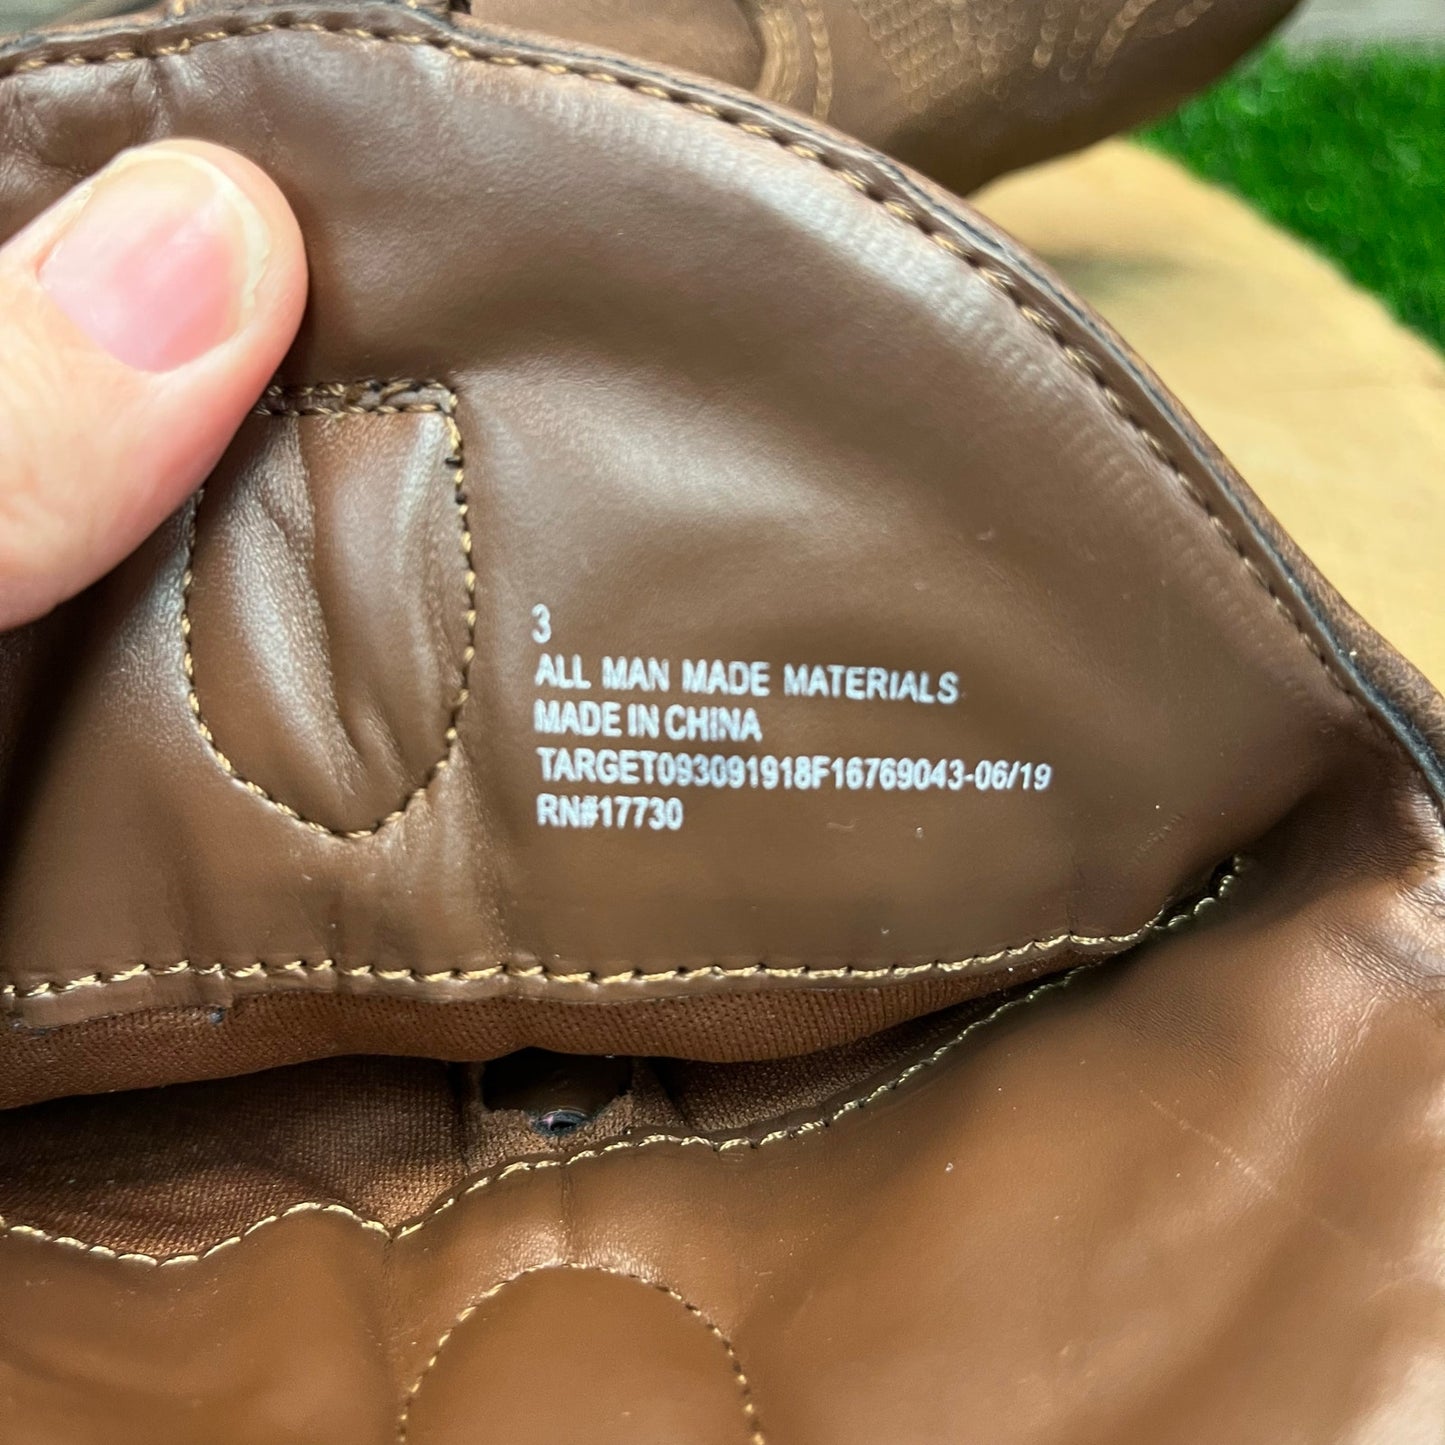 3
ALL MAN MADE MATERIALS
MADE IN CHINA
TARGET093091918F16769043-06/19
RN#17730